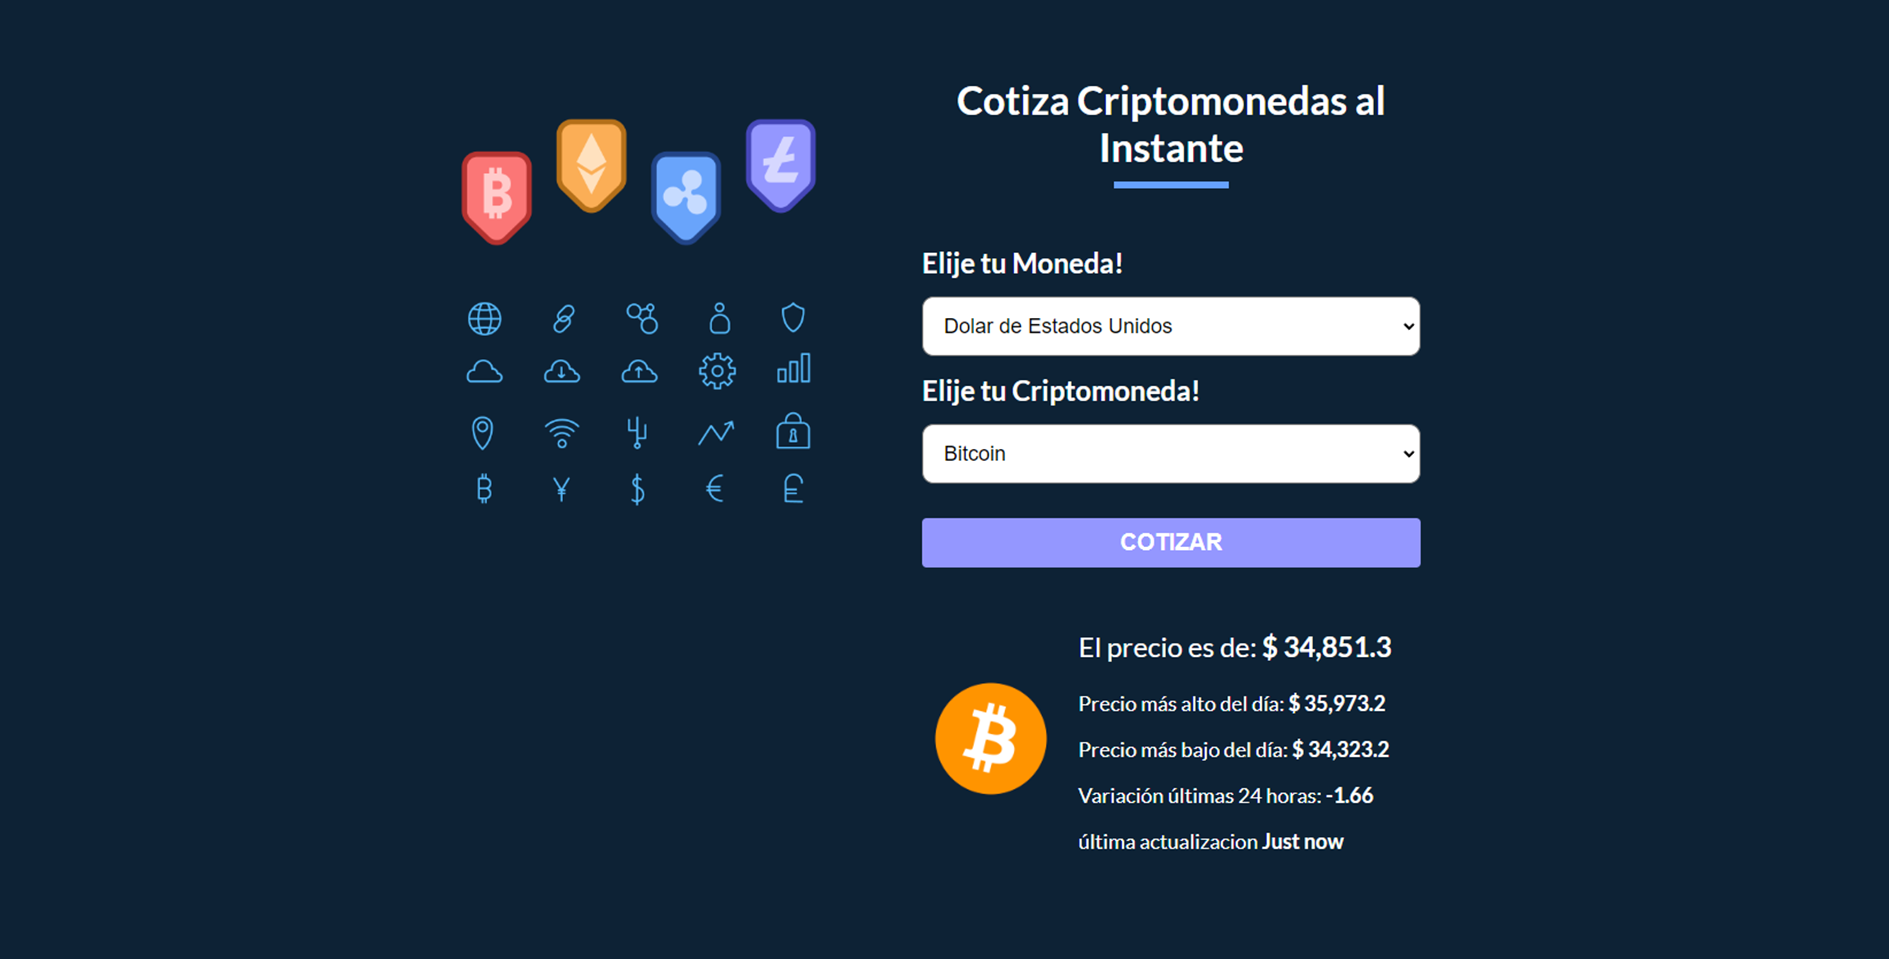 Cotiza Criptomonedas al
Instante
Elije tu Moneda!
Dolar de Estados Unidos
Elije tu Criptomoneda!
Bitcoin
COTIZAR
El precio es de: $ 34,851.3
Precio más alto del día: $ 35,973.2
Precio más bajo del día: $ 34,323.2
Variación últimas 24 horas: -1.66
última actualizacion Just now